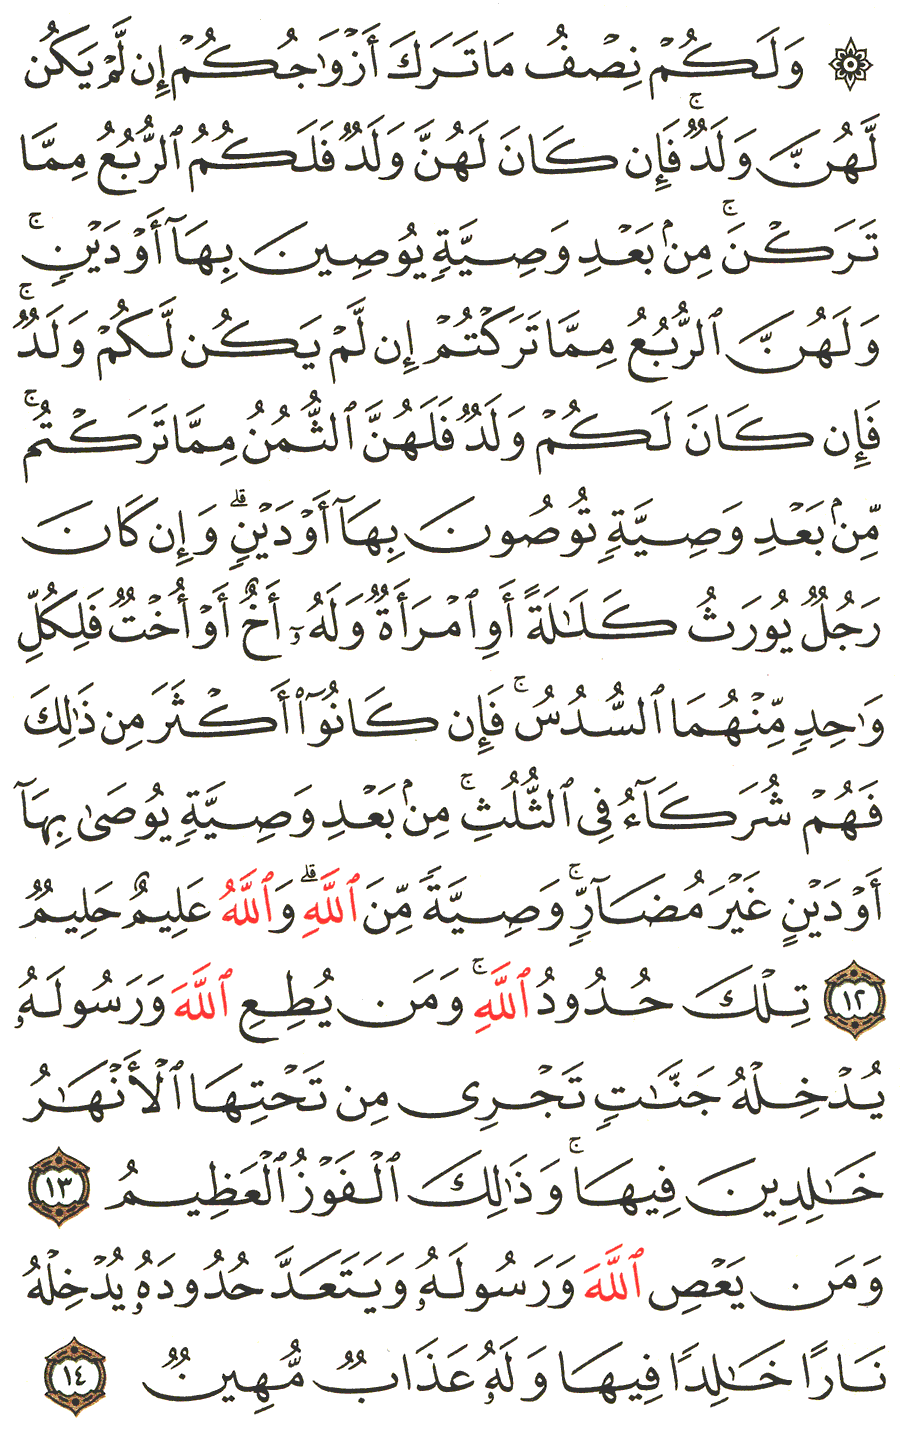 ۞ وَلَكُمْ نِصْفُ مَا تَرَكَ أَزْوَٰجُكُمْ إِن لَّمْ يَكُن
لَّهُنَّ وَلَدٌۭ ۚ فَإِن كَانَ لَهُنَّ وَلَدٌۭ فَلَكُمُ ٱلرُّبُعُ مِمَّا
تَرَكْنَ ۚ مِنۢ بَعْدِ وَصِيَّةٍۢ يُوصِينَ بِهَآ أَوْ دَيْنٍۢ ۚ
وَلَهُنَّ ٱلرُّبُعُ مِمَّا تَرَكْتُمْ إِن لَّمْ يَكُن لَّكُمْ وَلَدٌۭ ۚ
فَإِن كَانَ لَكُمْ وَلَدٌۭ فَلَهُنَّ ٱلثُّمُنُ مِمَّا تَرَكْتُم ۚ
مِّنۢ بَعْدِ وَصِيَّةٍۢ تُوصُونَ بِهَآ أَوْ دَيْنٍۢ ۗ وَإِن كَانَ
رَجُلٌۭ يُورَثُ كَلَٰلَةً أَوِ ٱمْرَأَةٌۭ وَلَهُۥٓ أَخٌ أَوْ أُخْتٌۭ فَلِكُلِّ
وَٰحِدٍۢ مِّنْهُمَا ٱلسُّدُسُ ۚ فَإِن كَانُوٓا۟ أَكْثَرَ مِن ذَٰلِكَ
فَهُمْ شُرَكَآءُ فِى ٱلثُّلُثِ ۚ مِنۢ بَعْدِ وَصِيَّةٍۢ يُوصَىٰ بِهَآ
أَوْ دَيْنٍ غَيْرَ مُضَآرٍّۢ ۚ وَصِيَّةًۭ مِّنَ ٱللَّهِ ۗ وَٱللَّهُ عَلِيمٌ حَلِيمٌۭ
١٢ تِلْكَ حُدُودُ ٱللَّهِ ۚ وَمَن يُطِعِ ٱللَّهَ وَرَسُولَهُۥ
يُدْخِلْهُ جَنَّٰتٍۢ تَجْرِى مِن تَحْتِهَا ٱلْأَنْهَٰرُ
خَٰلِدِينَ فِيهَا ۚ وَذَٰلِكَ ٱلْفَوْزُ ٱلْعَظِيمُ ١٣
وَمَن يَعْصِ ٱللَّهَ وَرَسُولَهُۥ وَيَتَعَدَّ حُدُودَهُۥ يُدْخِلْهُ
نَارًا خَٰلِدًۭا فِيهَا وَلَهُۥ عَذَابٌۭ مُّهِينٌۭ ١٤